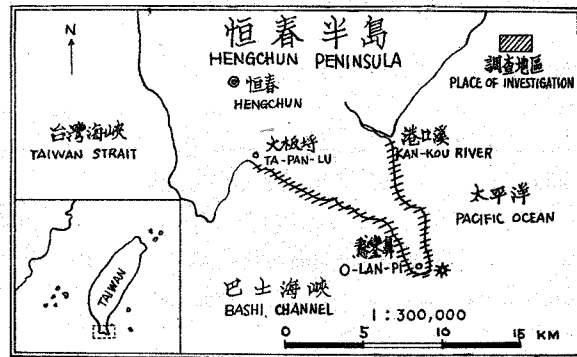 恒春半島
HENGCHUN PENINSULA
N
調查地區
PLACE OF INVESTIGATION
恒春
HENGCHUN
台灣海峽
TAIWAN STRAIT
大板埒
TA-PAN-LU
港口溪
KAN-KOU RIVER
太平洋
PACIFIC OCEAN
鵝鑾鼻
O-LAN-PI
TAIWAN
巴士海峽
BASHI CHANNEL
1:300,000
0 5 10 15 KM